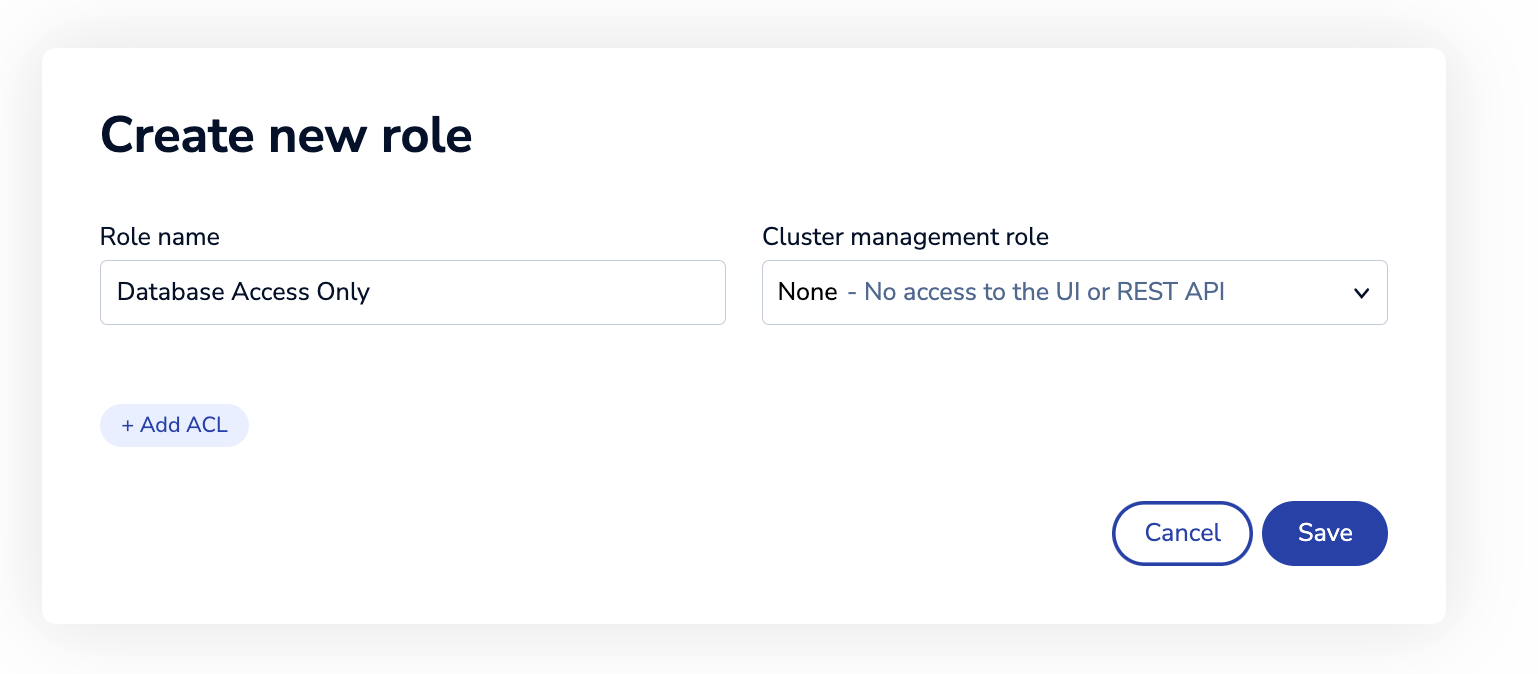 Create new role
Role name
Database Access Only
Cluster management role
None - No access to the UI or REST API
+ Add ACL
Cancel
Save